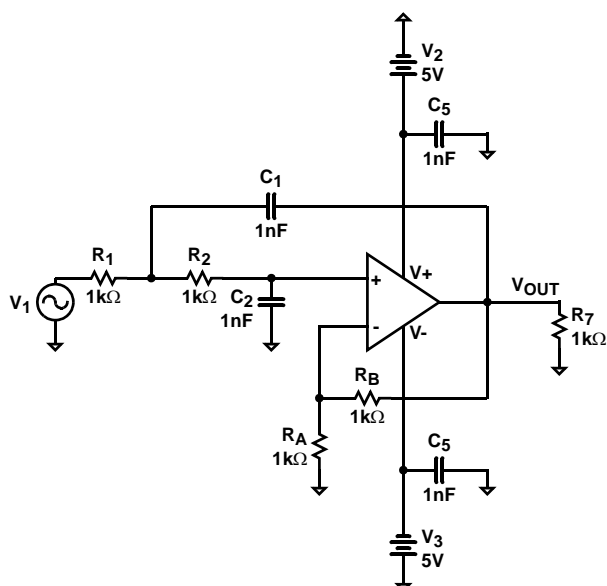 V2
5V
C5
1nF
C1
1nF
R1
1kΩ
R2
1kΩ
C2
1nF
V1
+
-
V+
V-
VOUT
R7
1kΩ
RB
1kΩ
RA
1kΩ
C5
1nF
V3
5V